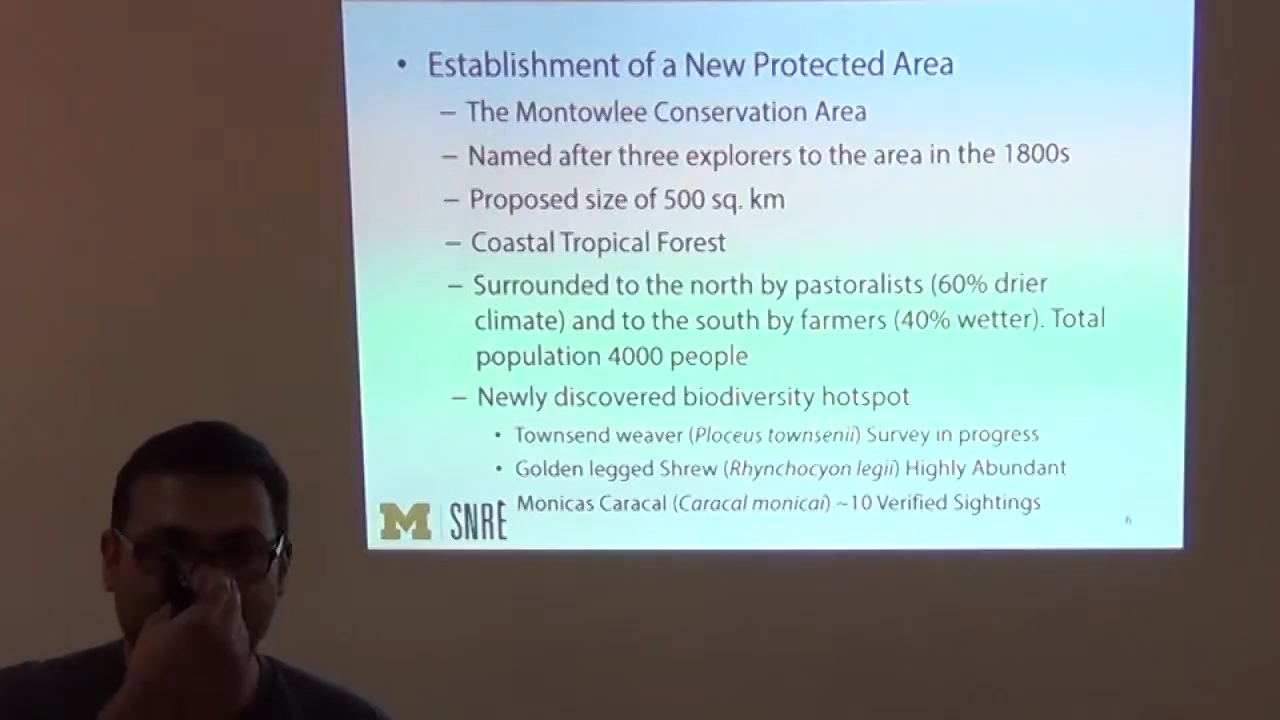 • Establishment of a New Protected Area
– The Montowlee Conservation Area
– Named after three explorers to the area in the 1800s
– Proposed size of 500 sq. km
– Coastal Tropical Forest
– Surrounded to the north by pastoralists (60% drier
climate) and to the south by farmers (40% wetter). Total
population 4000 people
– Newly discovered biodiversity hotspot
• Townsend weaver (Ploceus townsenii) Survey in progress
• Golden legged Shrew (Rhynchocyon legii) Highly Abundant
Monicas Caracal (Caracal monicai) ~10 Verified Sightings
M SNRE
6